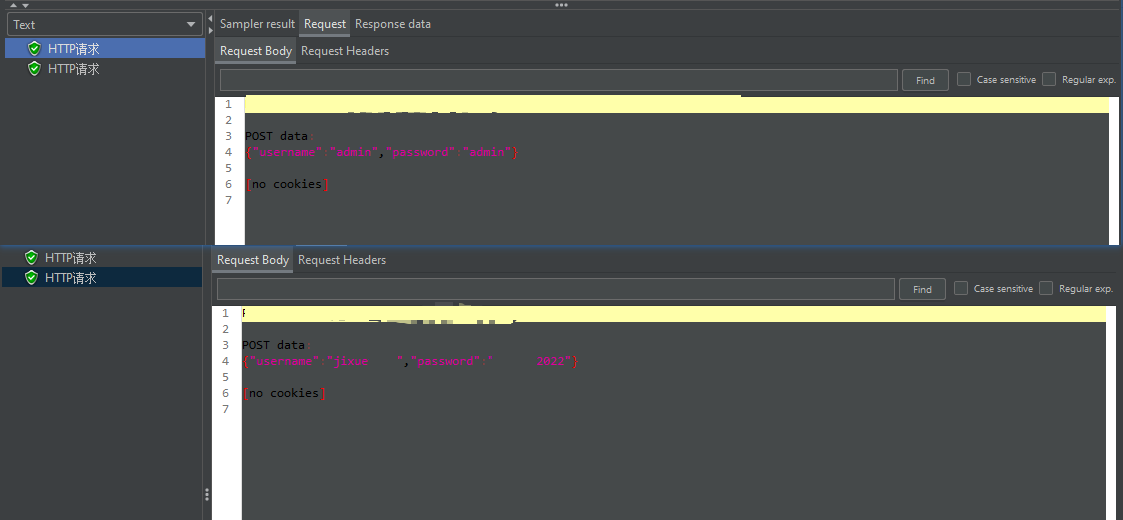 Text
Sampler result Request Response data
HTTP请求
Request Body Request Headers
HTTP请求
Find Case sensitive Regular exp.
1
2
3 POST data:
4 {"username":"admin","password":"admin"}
5
6 [no cookies]
7
HTTP请求
Request Body Request Headers
HTTP请求
Find Case sensitive Regular exp.
1
2
3 POST data:
4 {"username":"jixue ","password":" 2022"}
5
6 [no cookies]
7